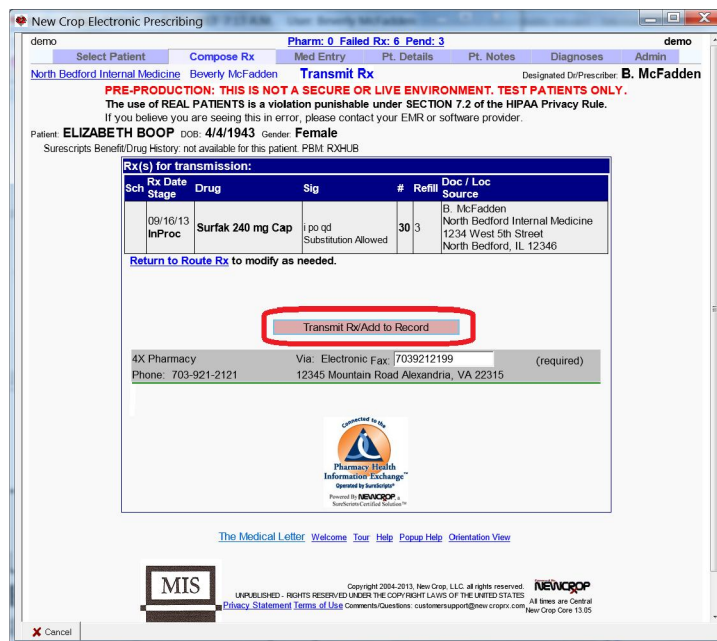 New Crop Electronic Prescribing
demo Pharm: 0 Failed Rx: 6 Pend: 3 demo
Select Patient Compose Rx Med Entry Pt. Details Pt. Notes Diagnoses Admin
North Bedford Internal Medicine Beverly McFadden Transmit Rx Designated Dr/Prescriber: B. McFadden
PRE-PRODUCTION: THIS IS NOT A SECURE OR LIVE ENVIRONMENT. TEST PATIENTS ONLY.
The use of REAL PATIENTS is a violation punishable under SECTION 7.2 of the HIPAA Privacy Rule.
If you believe you are seeing this in error, please contact your EMR or software provider.
Patient: ELIZABETH BOOP DOB: 4/4/1943 Gender: Female
Surescripts Benefit/Drug History: not available for this patient. PBM: RXHUB
Rx(s) for transmission:
Sch Rx Date Stage Drug Sig # Refill Doc / Loc Source
09/16/13 InProc Surfak 240 mg Cap i po qd Substitution Allowed 30 3 B. McFadden
North Bedford Internal Medicine
1234 West 5th Street
North Bedford, IL 12346
Return to Route Rx to modify as needed.
Transmit Rx/Add to Record
4X Pharmacy Via: Electronic Fax: 7039212199 (required)
Phone: 703-921-2121 12345 Mountain Road Alexandria, VA 22315
Connected to the
Pharmacy Health
Information Exchange™
Operated by SureScripts®
Powered By NEWCROP, a
SureScripts Certified Solution™
The Medical Letter Welcome Tour Help Popup Help Orientation View
MIS
Copyright 2004-2013, New Crop, LLC. all rights reserved.
UNPUBLISHED - RIGHTS RESERVED UNDER THE COPYRIGHT LAWS OF THE UNITED STATES
Privacy Statement Terms of Use Comments/Questions: customersupport@newcroprx.com
NEWCROP
All times are Central
New Crop Core 13.05
Cancel